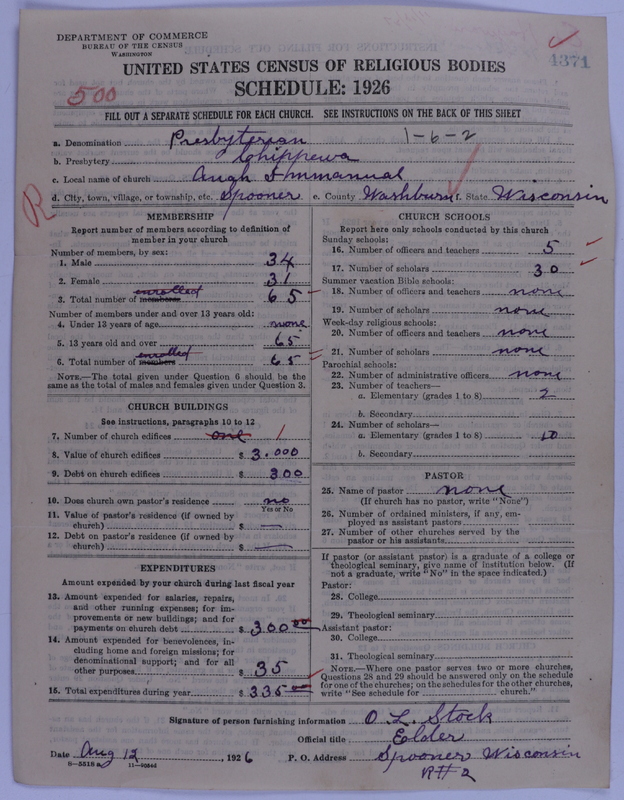 DEPARTMENT OF COMMERCE
BUREAU OF THE CENSUS
WASHINGTON
4371
UNITED STATES CENSUS OF RELIGIOUS BODIES
500
SCHEDULE: 1926
FILL OUT A SEPARATE SCHEDULE FOR EACH CHURCH. SEE INSTRUCTIONS ON THE BACK OF THIS SHEET
a. Denomination Presbyterian 1-6-2
b. Presbytery Chippewa
c. Local name of church Immanual
d. City, town, village, or township, etc. Spooner e. County Washburn f. State Wisconsin
R
MEMBERSHIP
Report number of members according to definition of member in your church
Number of members, by sex:
1. Male 34
2. Female 31
enrolled
3. Total number of members 65
Number of members under and over 13 years old:
4. Under 13 years of age none
5. 13 years old and over 65
enrolled
6. Total number of members 65
NOTE.—The total given under Question 6 should be the
same as the total of males and females given under Question 3.
CHURCH BUILDINGS
See instructions, paragraphs 10 to 12
7. Number of church edifices one 1
8. Value of church edifices $ 3.000
9. Debt on church edifices $ 300
10. Does church own pastor's residence no
Yes or No
11. Value of pastor's residence (if owned by
church) $ —
12. Debt on pastor's residence (if owned by
church) $ —
EXPENDITURES
Amount expended by your church during last fiscal year
13. Amount expended for salaries, repairs,
and other running expenses; for im-
provements or new buildings; and for
payments on church debt $ 300 00
14. Amount expended for benevolences, in-
cluding home and foreign missions; for
denominational support; and for all
other purposes $ 35
15. Total expenditures during year $ 335 00
CHURCH SCHOOLS
Report here only schools conducted by this church
Sunday schools:
16. Number of officers and teachers 5
17. Number of scholars 30
Summer vacation Bible schools:
18. Number of officers and teachers none
19. Number of scholars none
Week-day religious schools:
20. Number of officers and teachers none
21. Number of scholars none
Parochial schools:
22. Number of administrative officers none
23. Number of teachers—
a. Elementary (grades 1 to 8) 2
b. Secondary
24. Number of scholars—
a. Elementary (grades 1 to 8) 10
b. Secondary
PASTOR
25. Name of pastor none
(If church has no pastor, write "None")
26. Number of ordained ministers, if any, em-
ployed as assistant pastors
27. Number of other churches served by the
pastor or his assistants
If pastor (or assistant pastor) is a graduate of a college or
theological seminary, give name of institution below. (If
not a graduate, write "No" in the space indicated.)
Pastor:
28. College
29. Theological seminary
Assistant pastor:
30. College
31. Theological seminary
NOTE.—Where one pastor serves two or more churches,
Questions 28 and 29 should be answered only on the schedule
for one of the churches; on the schedules for the other churches,
write "See schedule for church."
Signature of person furnishing information O. L. Stock
Official title Elder
Date Aug 12, 1926 P. O. Address Spooner Wisconsin
8-5518a 11-9034d R#2